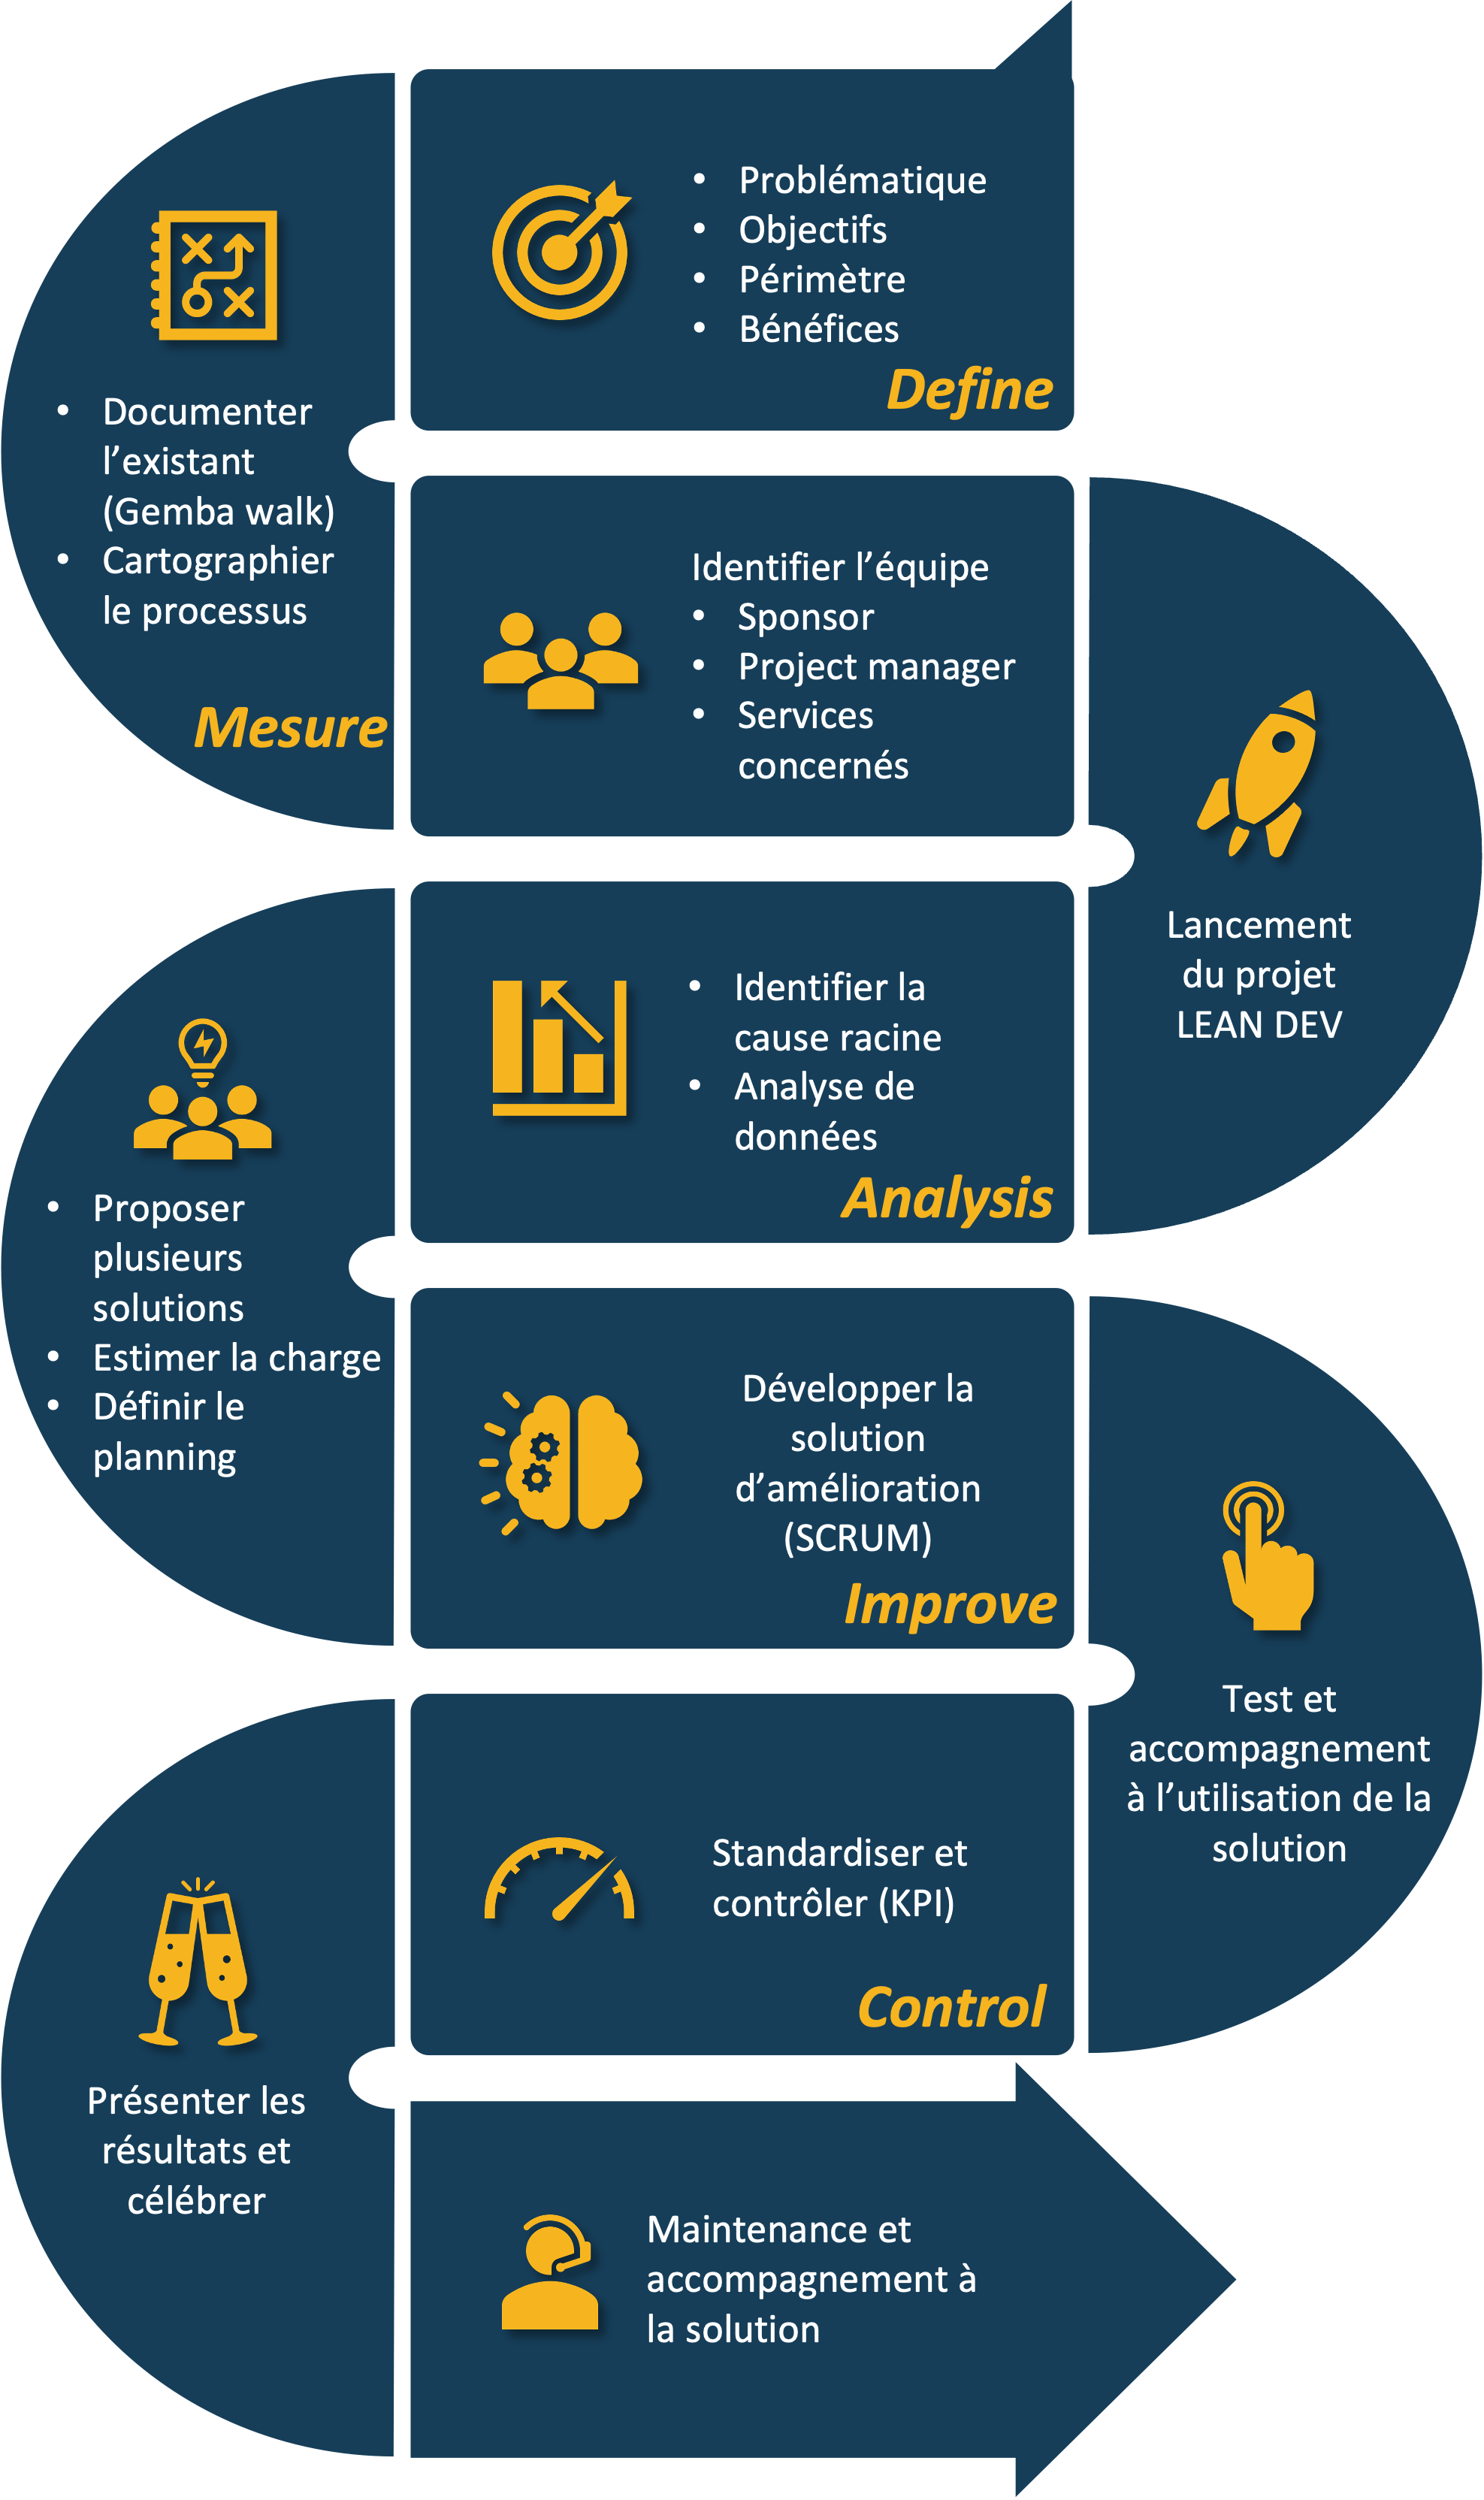 • Problématique
• Objectifs
• Périmètre
• Bénéfices
Define
• Documenter
l’existant
(Gemba walk)
• Cartographier
le processus
Mesure
Identifier l’équipe
• Sponsor
• Project manager
• Services
concernés
Lancement
du projet
LEAN DEV
• Identifier la
cause racine
• Analyse de
données
Analysis
• Proposer
plusieurs
solutions
• Estimer la charge
• Définir le
planning
Développer la
solution
d’amélioration
(SCRUM)
Improve
Test et
accompagnement
à l’utilisation de la
solution
Standardiser et
contrôler (KPI)
Control
Présenter les
résultats et
célébrer
Maintenance et
accompagnement à
la solution